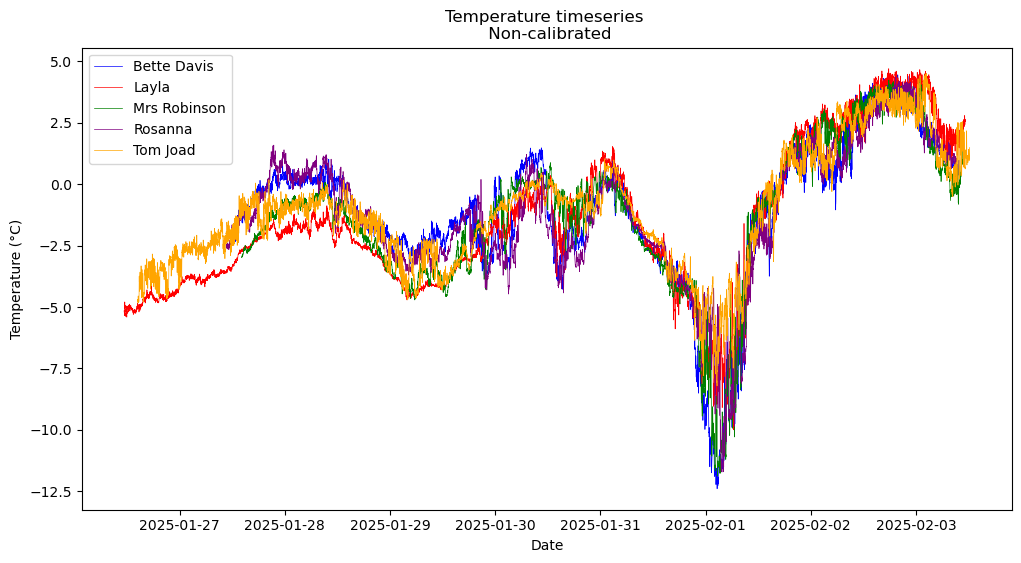 Temperature timeseries
Non-calibrated
Bette Davis
Layla
Mrs Robinson
Rosanna
Tom Joad
5.0
2.5
0.0
−2.5
−5.0
−7.5
−10.0
−12.5
Temperature (°C)
2025-01-27 2025-01-28 2025-01-29 2025-01-30 2025-01-31 2025-02-01 2025-02-02 2025-02-03
Date